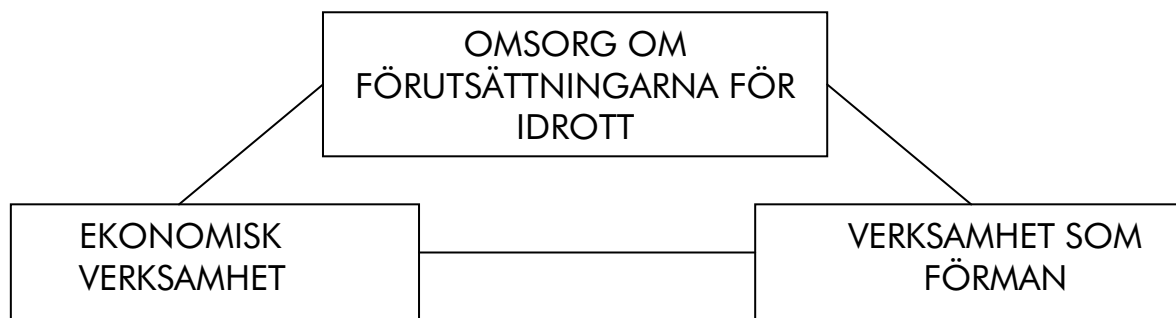 OMSORG OM
FÖRUTSÄTTNINGARNA FÖR
IDROTT
EKONOMISK
VERKSAMHET
VERKSAMHET SOM
FÖRMAN